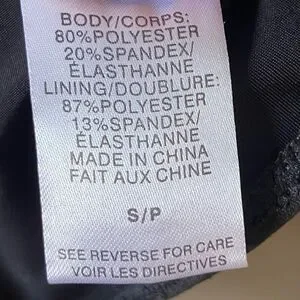 BODY/CORPS:
80%POLYESTER
20%SPANDEX/
ÉLASTHANNE
LINING/DOUBLURE:
87%POLYESTER
13%SPANDEX/
ÉLASTHANNE
MADE IN CHINA
FAIT AUX CHINE
S/P
SEE REVERSE FOR CARE
VOIR LES DIRECTIVES